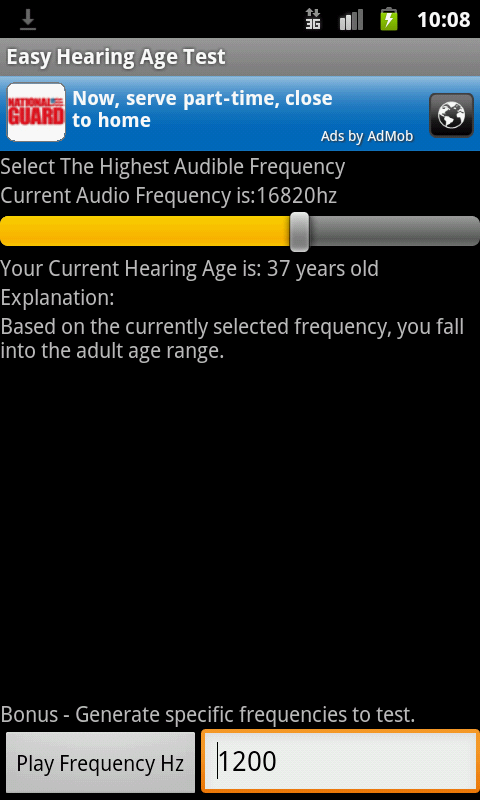 3G
10:08
Easy Hearing Age Test
NATIONAL
GUARD
Now, serve part-time, close
to home
Ads by AdMob
Select The Highest Audible Frequency
Current Audio Frequency is:16820hz
Your Current Hearing Age is: 37 years old
Explanation:
Based on the currently selected frequency, you fall
into the adult age range.
Bonus - Generate specific frequencies to test.
Play Frequency Hz
1200